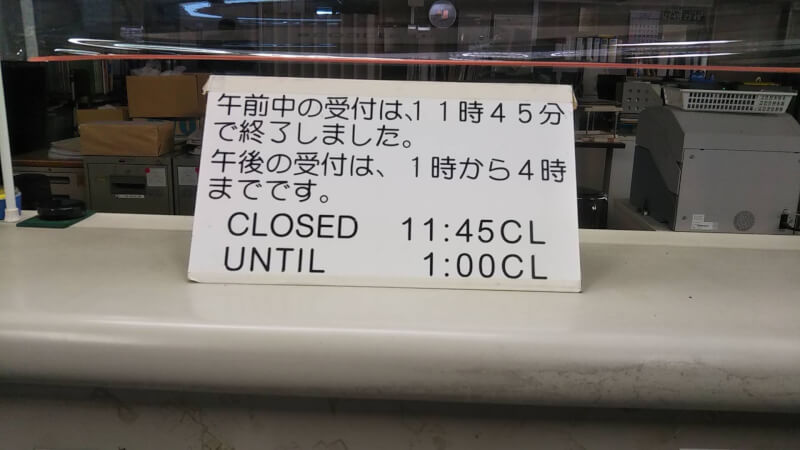 午前中の受付は、11時45分
で終了しました。
午後の受付は、1時から4時
までです。
CLOSED 11:45CL
UNTIL 1:00CL